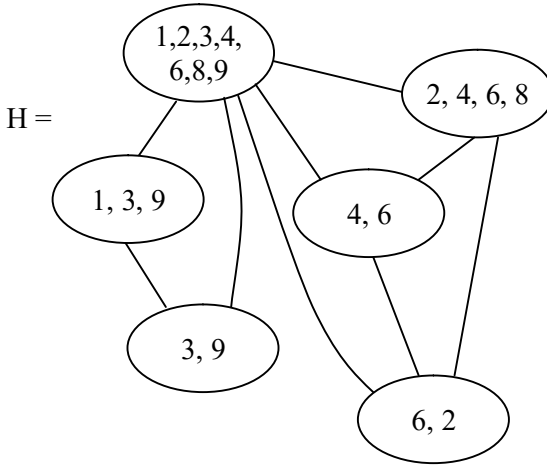 1,2,3,4,
6,8,9
2, 4, 6, 8
H =
1, 3, 9
4, 6
3, 9
6, 2